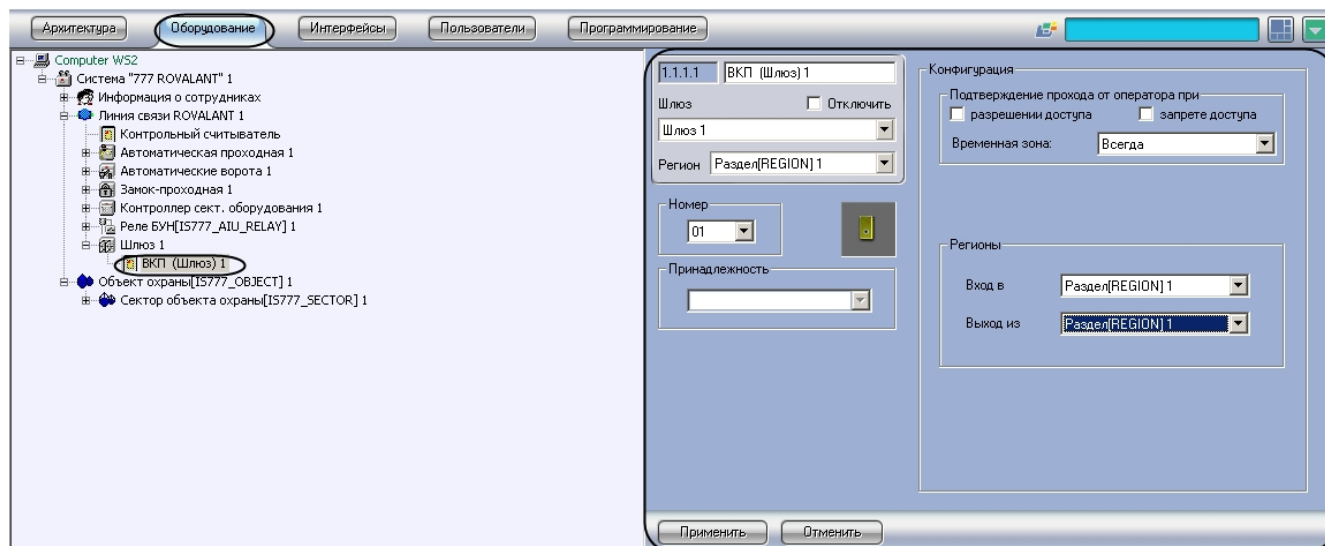 Архитектура Оборудование Интерфейсы Пользователи Программирование
Computer WS2
Система "777 ROVALANT" 1
Информация о сотрудниках
Линия связи ROVALANT 1
Контрольный считыватель
Автоматическая проходная 1
Автоматические ворота 1
Замок-проходная 1
Контроллер сект. оборудования 1
Реле БУН[IS777_AIU_RELAY] 1
Шлюз 1
ВКП (Шлюз) 1
Объект охраны[IS777_OBJECT] 1
Сектор объекта охраны[IS777_SECTOR] 1
1.1.1.1 ВКП (Шлюз) 1
Шлюз Отключить
Шлюз 1
Регион Раздел[REGION] 1
Номер
01
Принадлежность
Конфигурация
Подтверждение прохода от оператора при
разрешении доступа запрете доступа
Временная зона: Всегда
Регионы
Вход в Раздел[REGION] 1
Выход из Раздел[REGION] 1
Применить Отменить